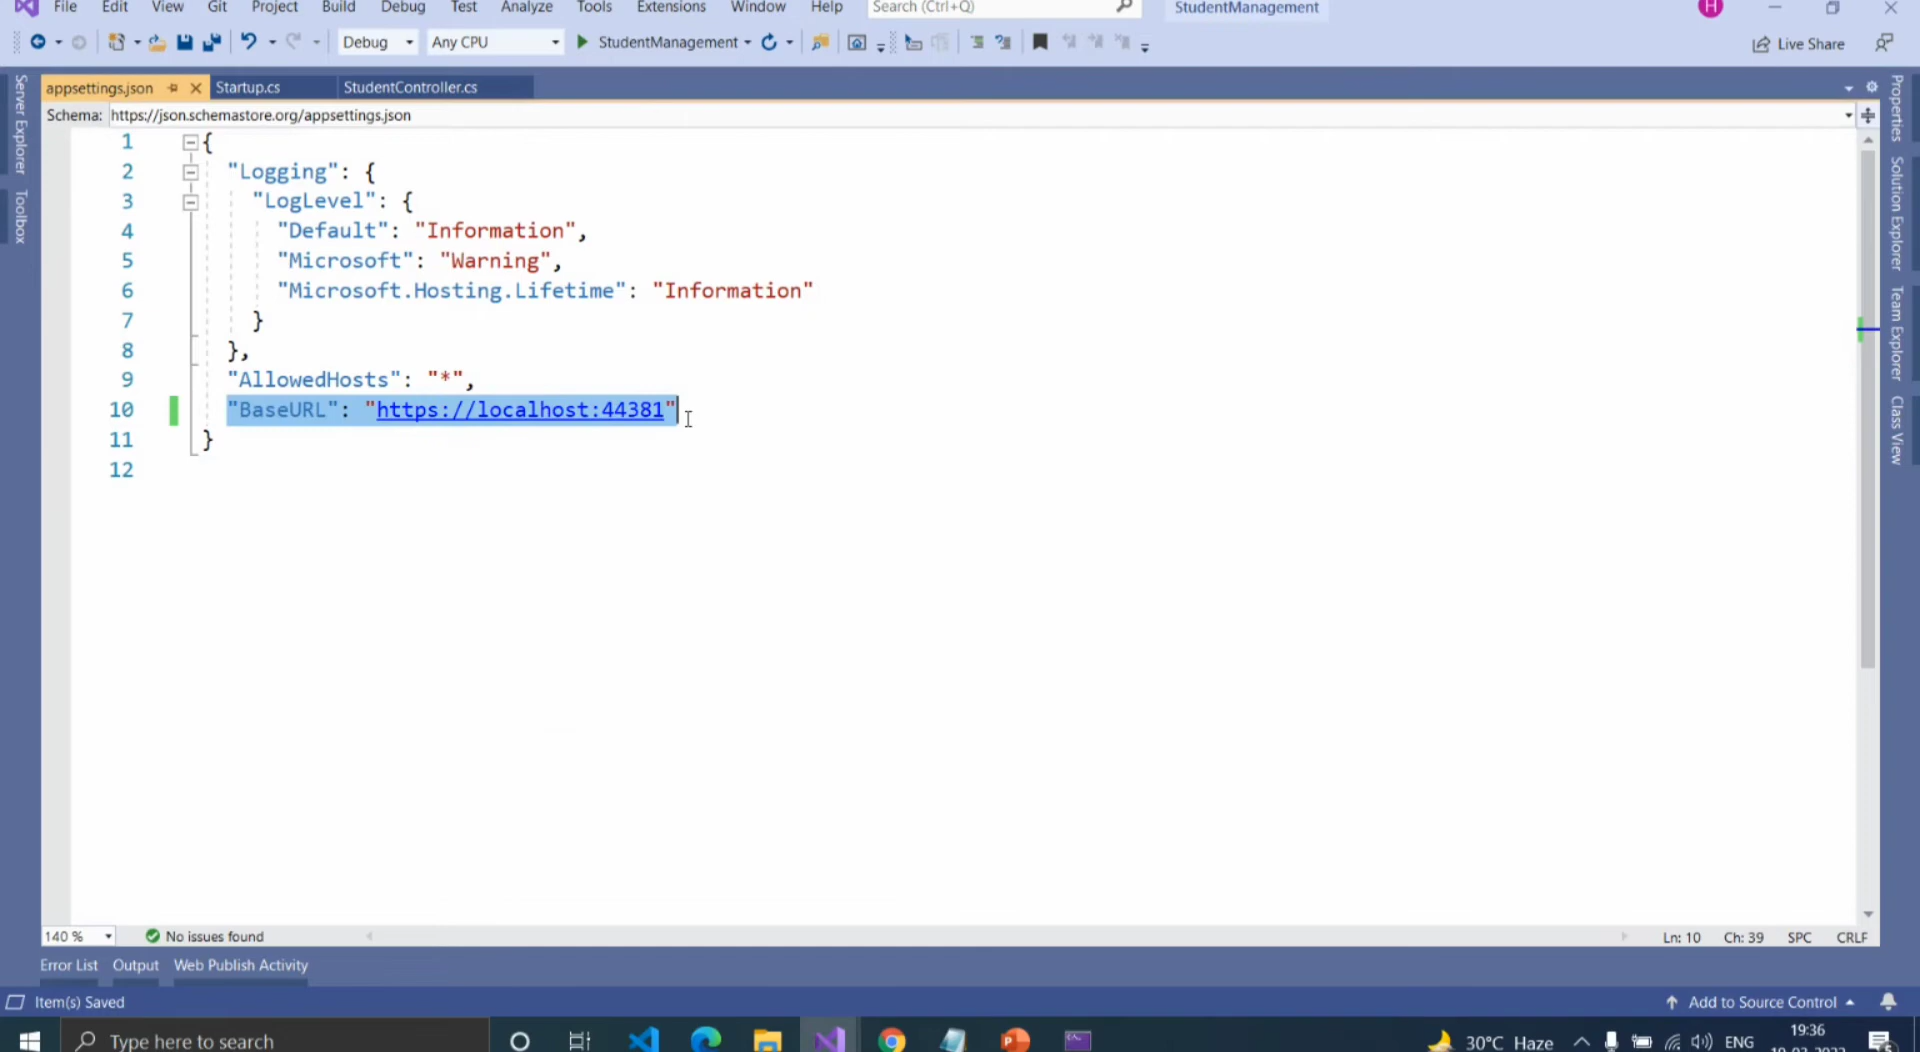 File Edit View Git Project Build Debug Test Analyze Tools Extensions Window Help Search (Ctrl+Q) StudentManagement H
Debug Any CPU StudentManagement Live Share
appsettings.json Startup.cs StudentController.cs
Schema: https://json.schemastore.org/appsettings.json
Server Explorer
Toolbox
1 {
2 "Logging": {
3 "LogLevel": {
4 "Default": "Information",
5 "Microsoft": "Warning",
6 "Microsoft.Hosting.Lifetime": "Information"
7 }
8 },
9 "AllowedHosts": "*",
10 "BaseURL": "https://localhost:44381"
11 }
12
Properties
Solution Explorer
Team Explorer
Class View
140 % No issues found Ln: 10 Ch: 39 SPC CRLF
Error List Output Web Publish Activity
Item(s) Saved Add to Source Control
Type here to search 30°C Haze ENG 19:36